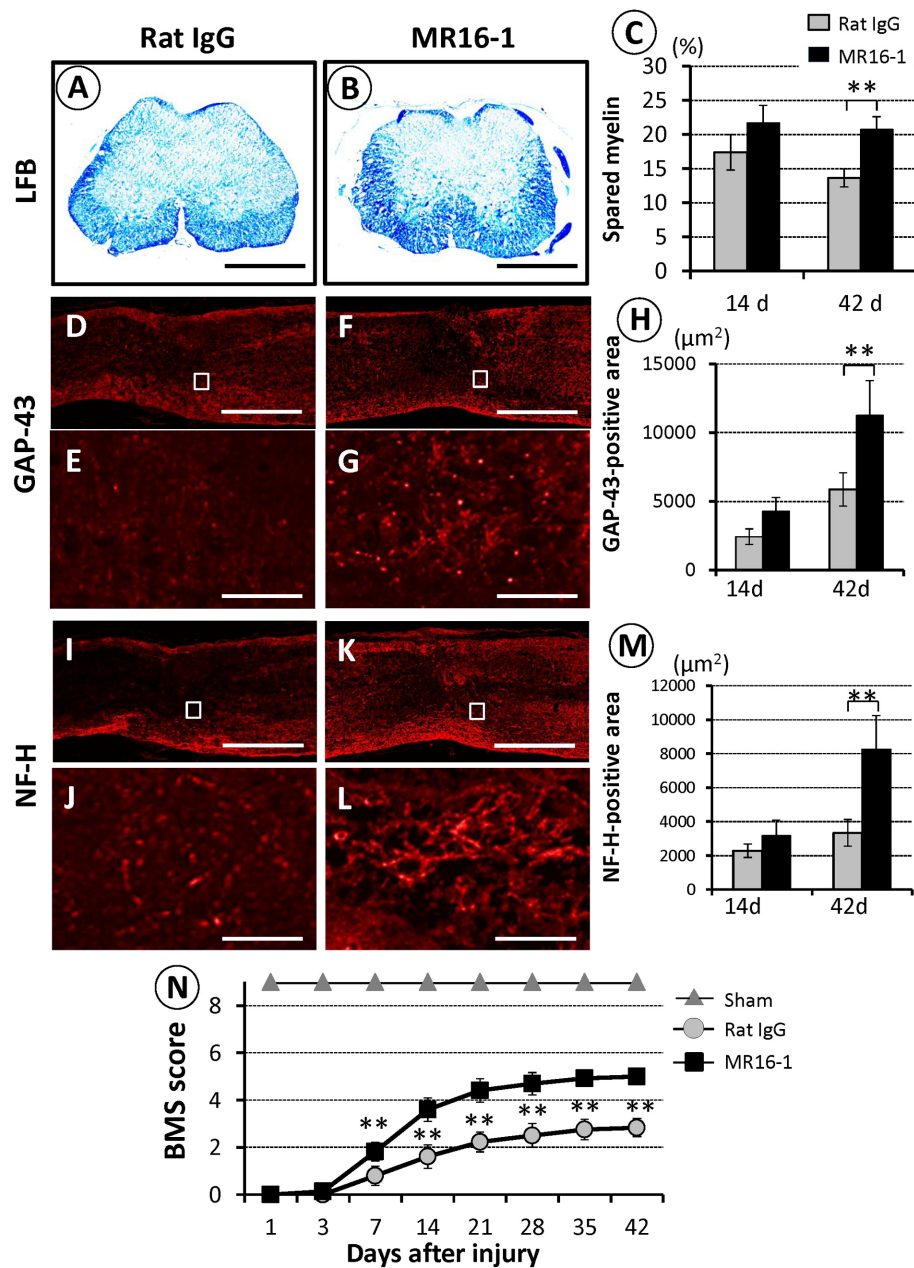 Rat IgG
MR16-1
A
B
LFB
C
Rat IgG
MR16-1
(%)
30
25
20
15
10
5
0
Spared myelin
**
14 d
42 d
D
F
E
G
GAP-43
H
(μm²)
15000
10000
5000
0
GAP-43-positive area
**
14d
42d
I
K
J
L
NF-H
M
(μm²)
12000
10000
8000
6000
4000
2000
0
NF-H-positive area
**
14d
42d
N
8
6
4
2
0
BMS score
** ** ** ** ** **
1 3 7 14 21 28 35 42
Days after injury
Sham
Rat IgG
MR16-1